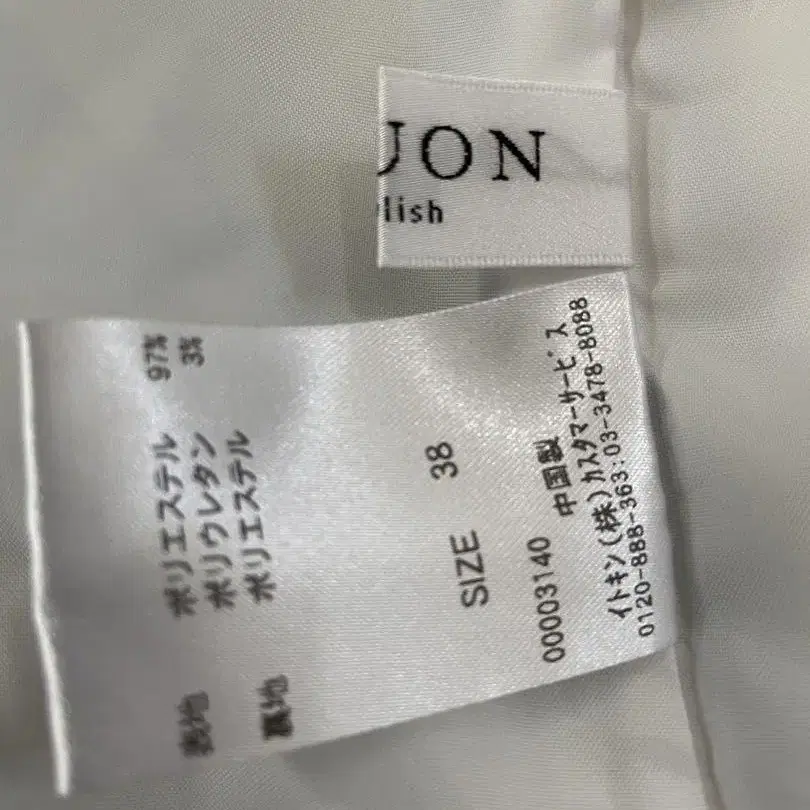 JON
lish
表地 ポリエステル 97%
ポリウレタン 3%
裏地 ポリエステル
SIZE 38
00003140 中国製
イトキン(株)カスタマーサービス
0120-888-363:03-3478-8088